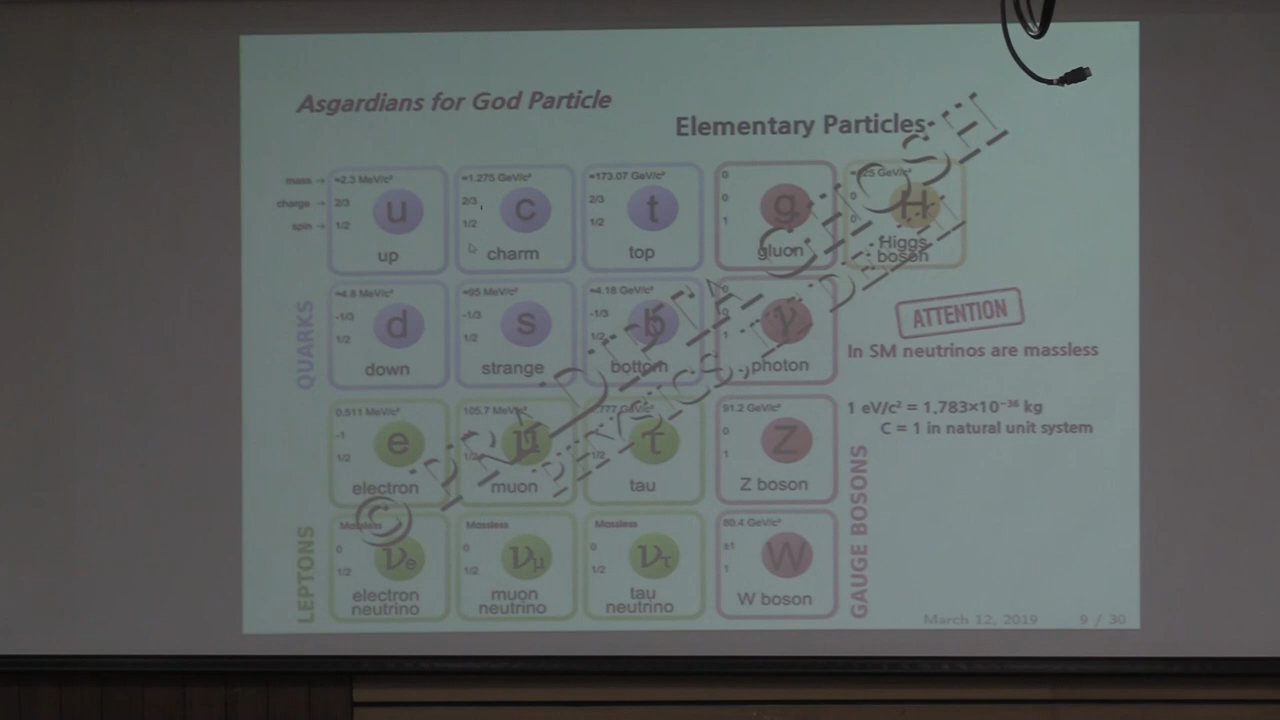 Asgardians for God Particle
Elementary Particles
mass → ≈2.3 MeV/c² ≈1.275 GeV/c² ≈173.07 GeV/c² 0
charge → 2/3 2/3 2/3 0 0
spin → 1/2 1/2 1/2 1 0
u c t g H
up charm top gluon Higgs boson
QUARKS
≈4.8 MeV/c² ≈95 MeV/c² ≈4.18 GeV/c²
-1/3 -1/3 -1/3
1/2 1/2 1/2 1
d s b γ
down strange bottom photon
ATTENTION
In SM neutrinos are massless
1 eV/c² = 1.783×10⁻³⁶ kg
C = 1 in natural unit system
0.511 MeV/c² 105.7 MeV/c² 91.2 GeV/c²
-1 0
1/2 1/2 1/2 1
e μ τ Z
electron muon tau Z boson
LEPTONS
Massless Massless Massless 80.4 GeV/c²
0 0 0 ±1
1/2 1/2 1/2 1
νe νμ ντ W
electron neutrino muon neutrino tau neutrino W boson
GAUGE BOSONS
March 12, 2019 9 / 30